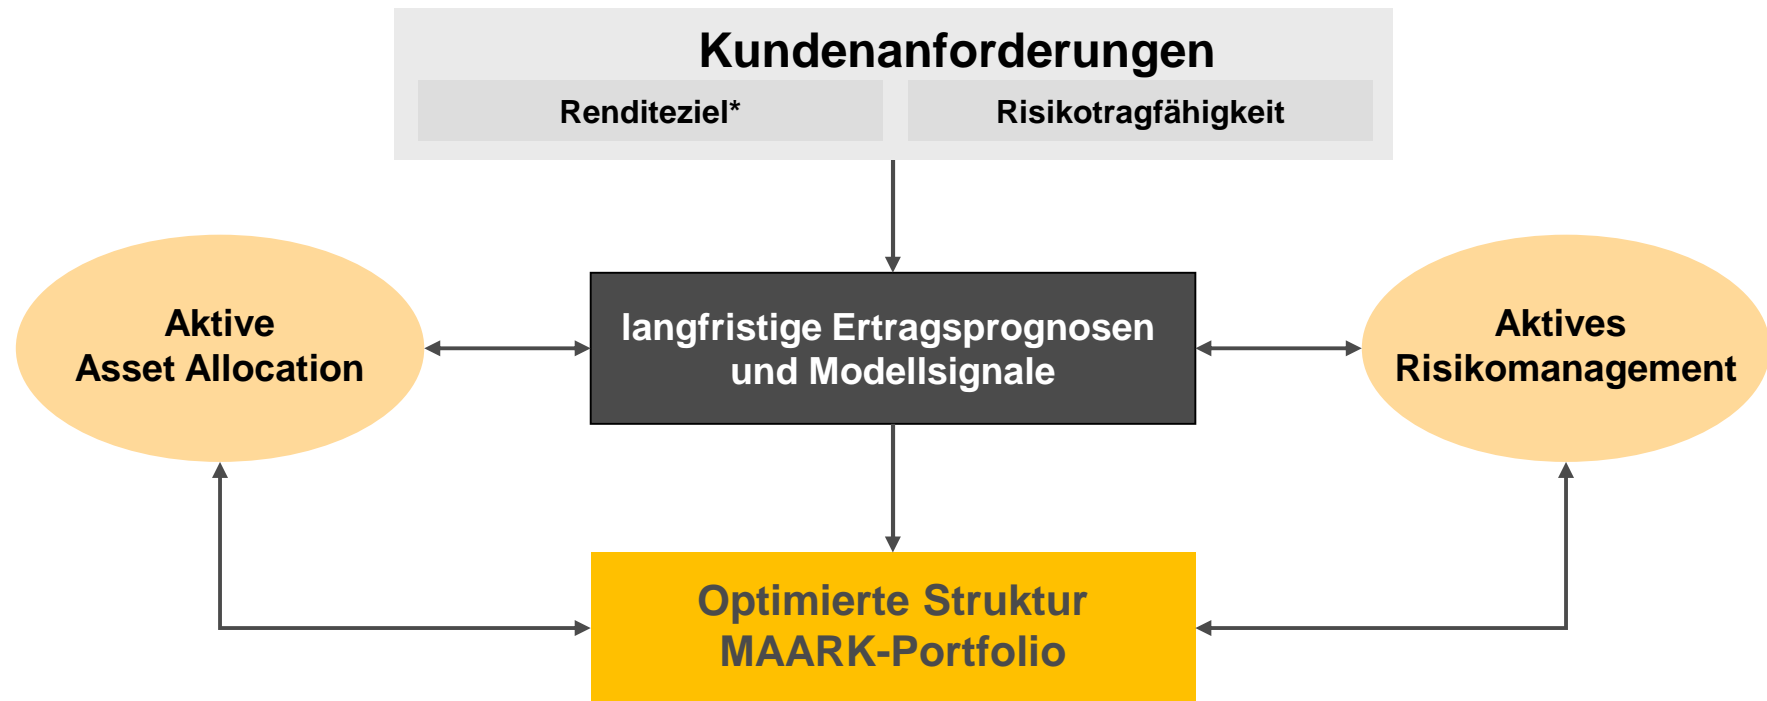 Kundenanforderungen
Renditeziel*
Risikotragfähigkeit
Aktive
Asset Allocation
langfristige Ertragsprognosen
und Modellsignale
Aktives
Risikomanagement
Optimierte Struktur
MAARK-Portfolio